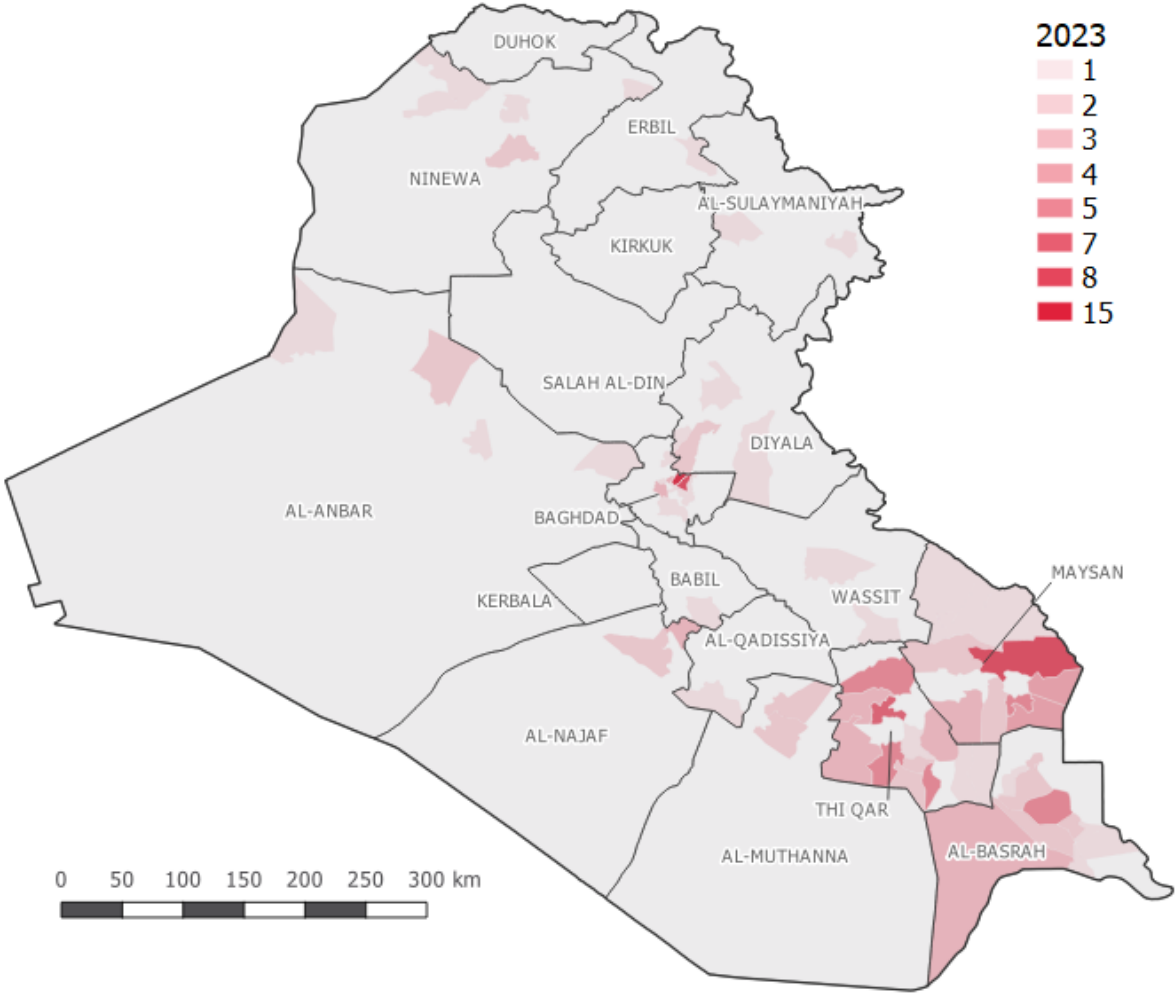 2023
1
2
3
4
5
7
8
15
DUHOK
ERBIL
NINEWA
AL-SULAYMANIYAH
KIRKUK
SALAH AL-DIN
DIYALA
AL-ANBAR
BAGHDAD
MAYSAN
BABIL
WASSIT
KERBALA
AL-QADISSIYA
AL-NAJAF
THI QAR
AL-MUTHANNA
AL-BASRAH
0 50 100 150 200 250 300 km